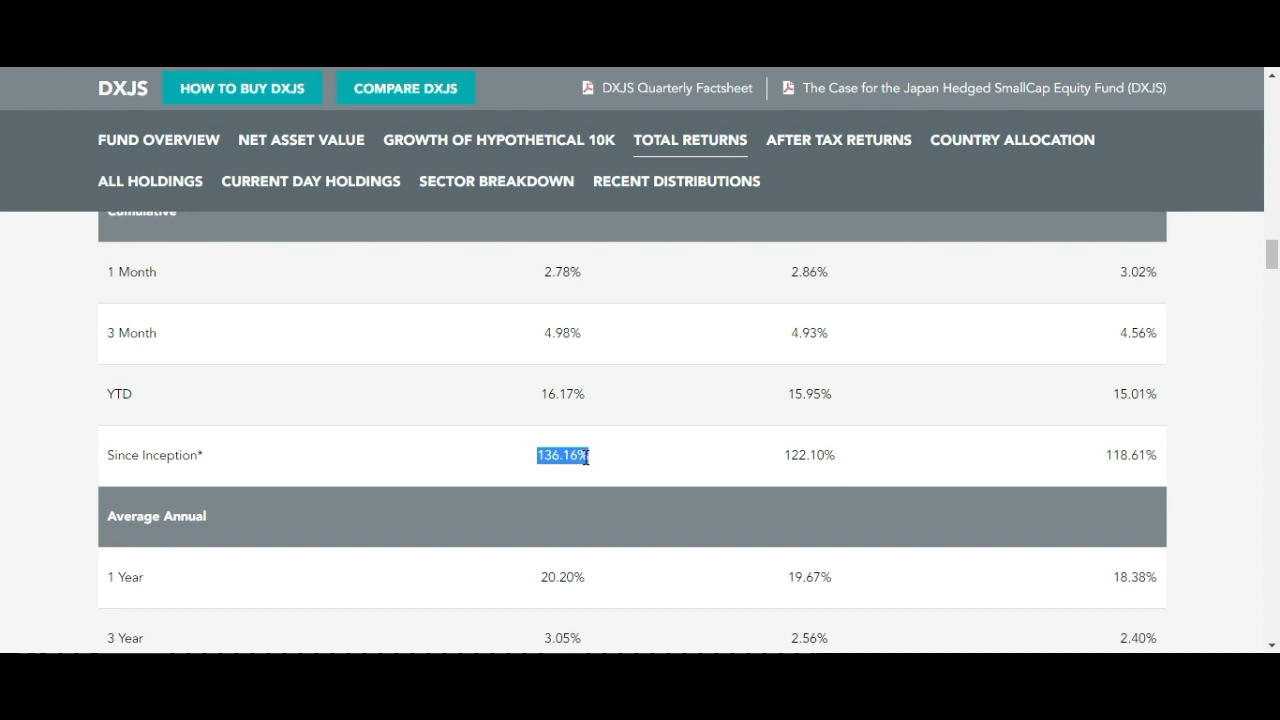 DXJS HOW TO BUY DXJS COMPARE DXJS DXJS Quarterly Factsheet The Case for the Japan Hedged SmallCap Equity Fund (DXJS)
FUND OVERVIEW NET ASSET VALUE GROWTH OF HYPOTHETICAL 10K TOTAL RETURNS AFTER TAX RETURNS COUNTRY ALLOCATION
ALL HOLDINGS CURRENT DAY HOLDINGS SECTOR BREAKDOWN RECENT DISTRIBUTIONS
Cumulative
1 Month 2.78% 2.86% 3.02%
3 Month 4.98% 4.93% 4.56%
YTD 16.17% 15.95% 15.01%
Since Inception* 136.16% 122.10% 118.61%
Average Annual
1 Year 20.20% 19.67% 18.38%
3 Year 3.05% 2.56% 2.40%